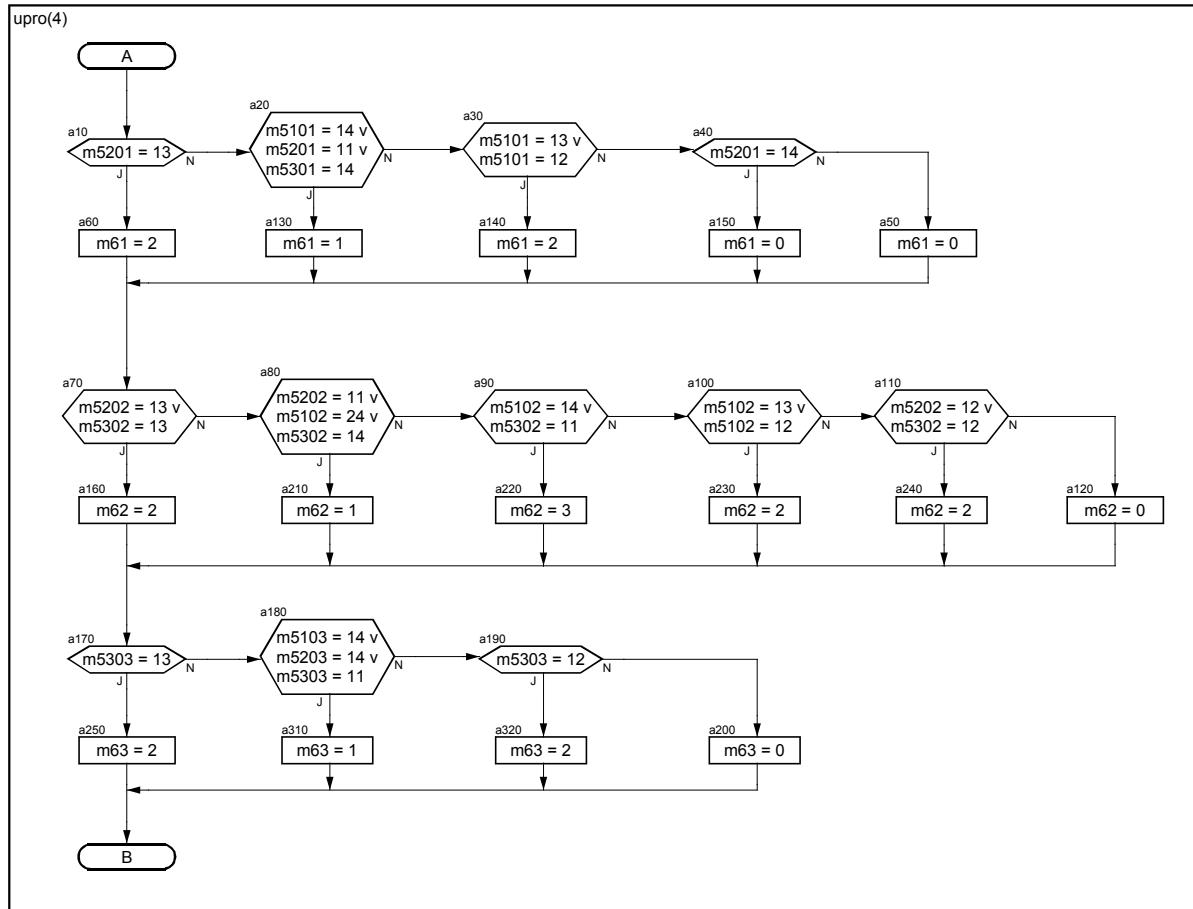 upro(4)
A
a10
m5201 = 13
J
N
a20
m5101 = 14 v
m5201 = 11 v
m5301 = 14
J
N
a30
m5101 = 13 v
m5101 = 12
J
N
a40
m5201 = 14
J
N
a60
m61 = 2
a130
m61 = 1
a140
m61 = 2
a150
m61 = 0
a50
m61 = 0
a70
m5202 = 13 v
m5302 = 13
J
N
a80
m5202 = 11 v
m5102 = 24 v
m5302 = 14
J
N
a90
m5102 = 14 v
m5302 = 11
J
N
a100
m5102 = 13 v
m5102 = 12
J
N
a110
m5202 = 12 v
m5302 = 12
J
N
a160
m62 = 2
a210
m62 = 1
a220
m62 = 3
a230
m62 = 2
a240
m62 = 2
a120
m62 = 0
a170
m5303 = 13
J
N
a180
m5103 = 14 v
m5203 = 14 v
m5303 = 11
J
N
a190
m5303 = 12
J
N
a250
m63 = 2
a310
m63 = 1
a320
m63 = 2
a200
m63 = 0
B